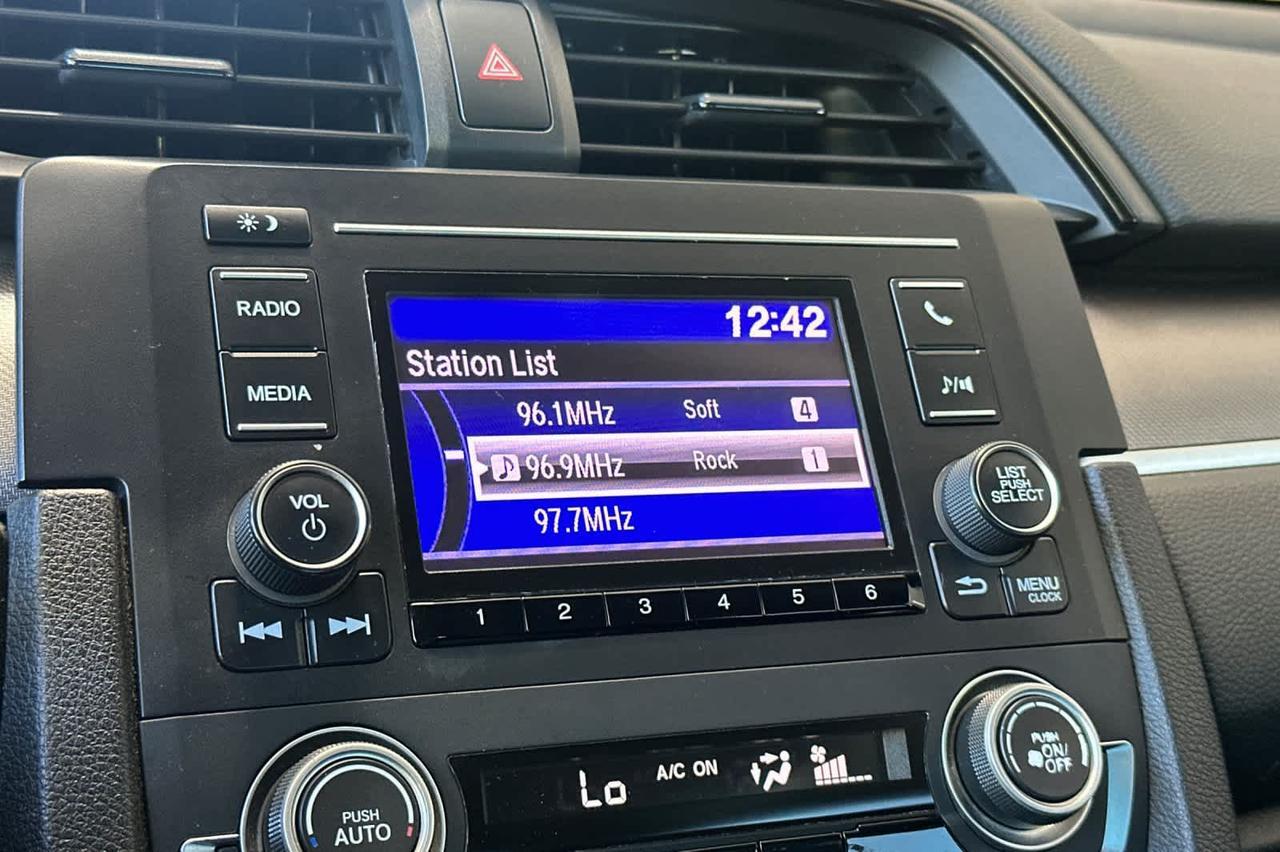 12:42
RADIO
Station List
MEDIA
96.1MHz Soft 4
96.9MHz Rock 1
97.7MHz
VOL
LIST
PUSH
SELECT
1 2 3 4 5 6
MENU
CLOCK
Lo A/C ON
PUSH
ON/
OFF
PUSH
AUTO